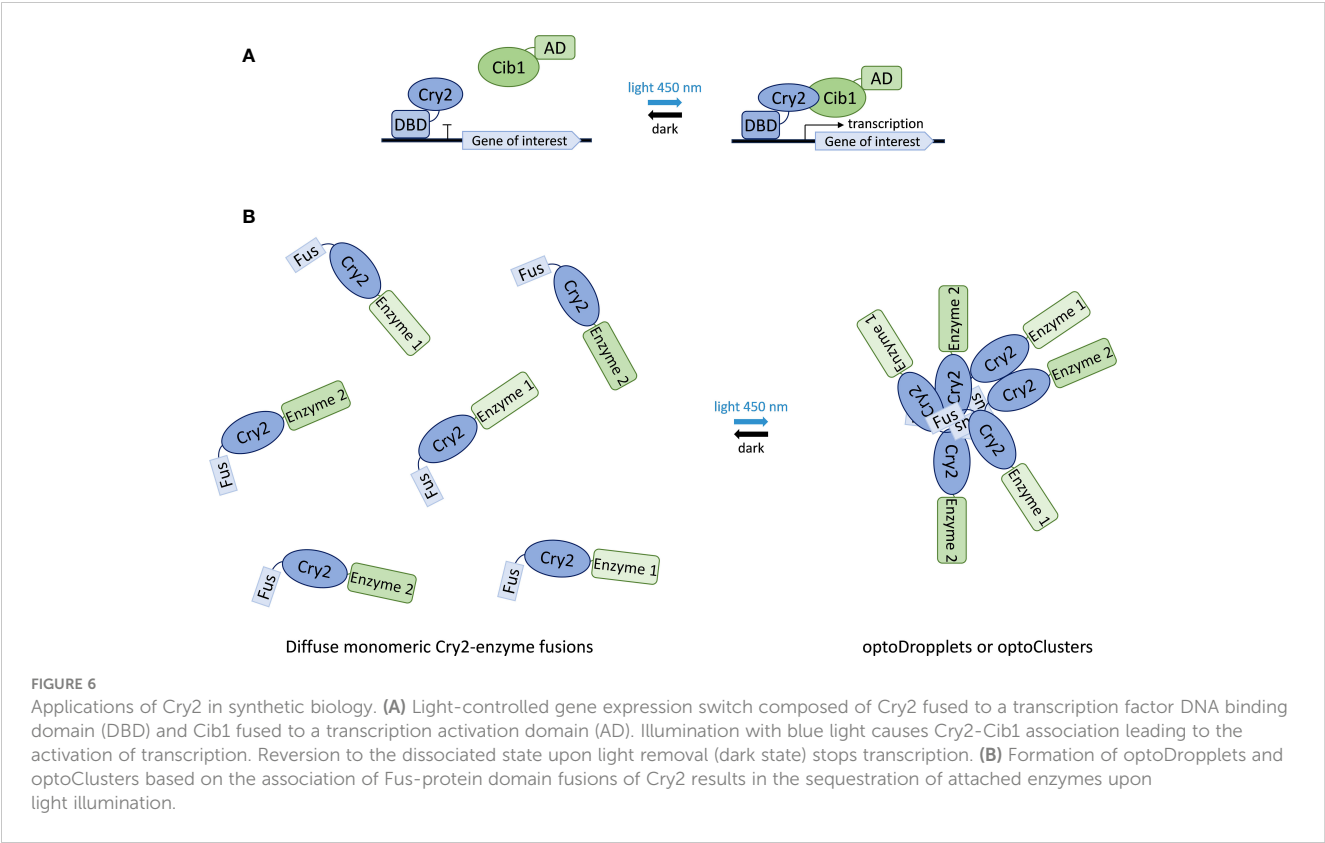 A
Cib1
AD
Cry2
DBD
Gene of interest
light 450 nm
dark
Cry2
Cib1
AD
DBD
transcription
Gene of interest
B
Fus
Cry2
Enzyme 1
Fus
Cry2
Enzyme 2
Fus
Cry2
Enzyme 2
Fus
Cry2
Enzyme 1
Fus
Cry2
Enzyme 2
Fus
Cry2
Enzyme 1
light 450 nm
dark
Enzyme 1
Cry2
Enzyme 2
Cry2
Cry2
Enzyme 1
Cry2
Enzyme 2
Fus
us
us
Cry2
Enzyme 1
Cry2
Enzyme 2
Diffuse monomeric Cry2-enzyme fusions
optoDropplets or optoClusters
FIGURE 6
Applications of Cry2 in synthetic biology. (A) Light-controlled gene expression switch composed of Cry2 fused to a transcription factor DNA binding
domain (DBD) and Cib1 fused to a transcription activation domain (AD). Illumination with blue light causes Cry2-Cib1 association leading to the
activation of transcription. Reversion to the dissociated state upon light removal (dark state) stops transcription. (B) Formation of optoDropplets and
optoClusters based on the association of Fus-protein domain fusions of Cry2 results in the sequestration of attached enzymes upon
light illumination.